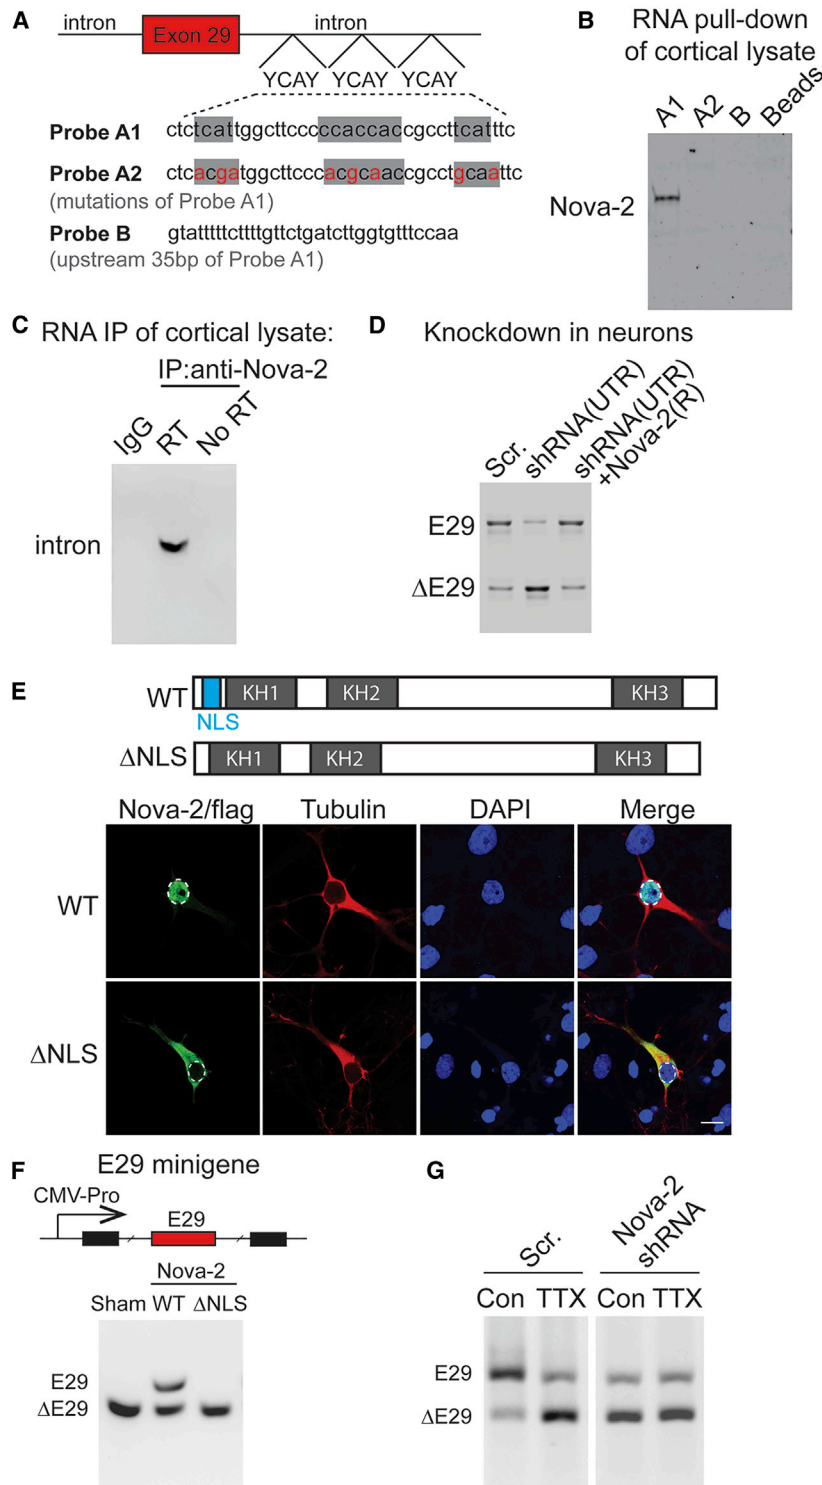 A
intron
Exon 29
intron
YCAY YCAY YCAY
Probe A1 ctctcattggcttcccccaccaccgccttcatttc
Probe A2 ctcacgatggcttcccacgcaaccgcctgcaattc
(mutations of Probe A1)
Probe B gtatttttcttttgttctgatcttggtgtttccaa
(upstream 35bp of Probe A1)
B
RNA pull-down
of cortical lysate
A1 A2 B Beads
Nova-2
C
RNA IP of cortical lysate:
IP:anti-Nova-2
IgG RT No RT
intron
D
Knockdown in neurons
Scr. shRNA(UTR) shRNA(UTR)
+Nova-2(R)
E29
ΔE29
E
WT KH1 KH2 KH3
NLS
ΔNLS KH1 KH2 KH3
Nova-2/flag Tubulin DAPI Merge
WT
ΔNLS
F
E29 minigene
CMV-Pro
E29
Nova-2
Sham WT ΔNLS
E29
ΔE29
G
Scr. Nova-2
shRNA
Con TTX Con TTX
E29
ΔE29